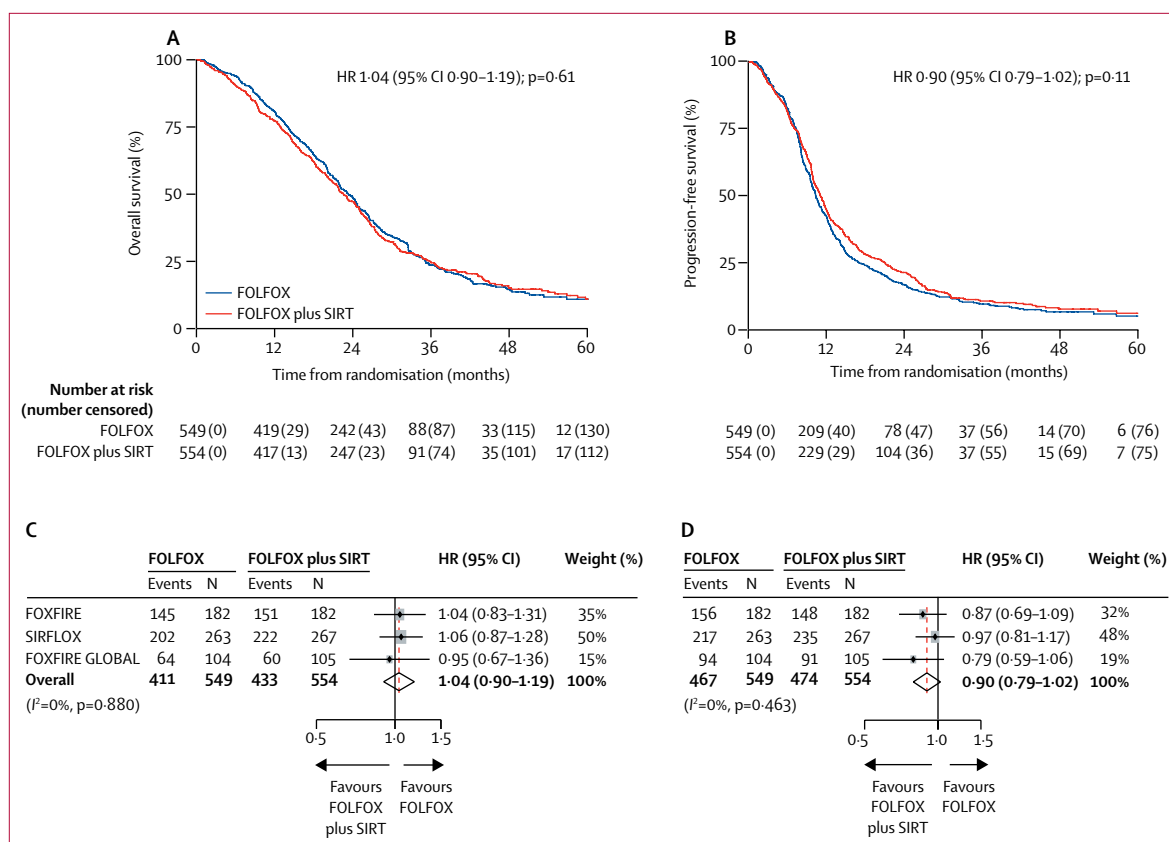 A
HR 1·04 (95% CI 0·90–1·19); p=0·61
Overall survival (%)
100
75
50
25
0
FOLFOX
FOLFOX plus SIRT
0 12 24 36 48 60
Time from randomisation (months)
B
HR 0·90 (95% CI 0·79–1·02); p=0·11
Progression-free survival (%)
100
75
50
25
0
0 12 24 36 48 60
Time from randomisation (months)
Number at risk
(number censored)
FOLFOX 549 (0) 419 (29) 242 (43) 88(87) 33 (115) 12 (130) 549 (0) 209 (40) 78 (47) 37 (56) 14 (70) 6 (76)
FOLFOX plus SIRT 554 (0) 417 (13) 247 (23) 91 (74) 35 (101) 17 (112) 554 (0) 229 (29) 104 (36) 37 (55) 15 (69) 7 (75)
C
FOLFOX FOLFOX plus SIRT HR (95% CI) Weight (%)
Events N Events N
FOXFIRE 145 182 151 182 1·04 (0·83–1·31) 35%
SIRFLOX 202 263 222 267 1·06 (0·87–1·28) 50%
FOXFIRE GLOBAL 64 104 60 105 0·95 (0·67–1·36) 15%
Overall 411 549 433 554 1·04 (0·90–1·19) 100%
(I²=0%, p=0·880)
0·5 1·0 1·5
Favours Favours
FOLFOX FOLFOX
plus SIRT
D
FOLFOX FOLFOX plus SIRT HR (95% CI) Weight (%)
Events N Events N
156 182 148 182 0·87 (0·69–1·09) 32%
217 263 235 267 0·97 (0·81–1·17) 48%
94 104 91 105 0·79 (0·59–1·06) 19%
467 549 474 554 0·90 (0·79–1·02) 100%
(I²=0%, p=0·463)
0·5 1·0 1·5
Favours Favours
FOLFOX FOLFOX
plus SIRT